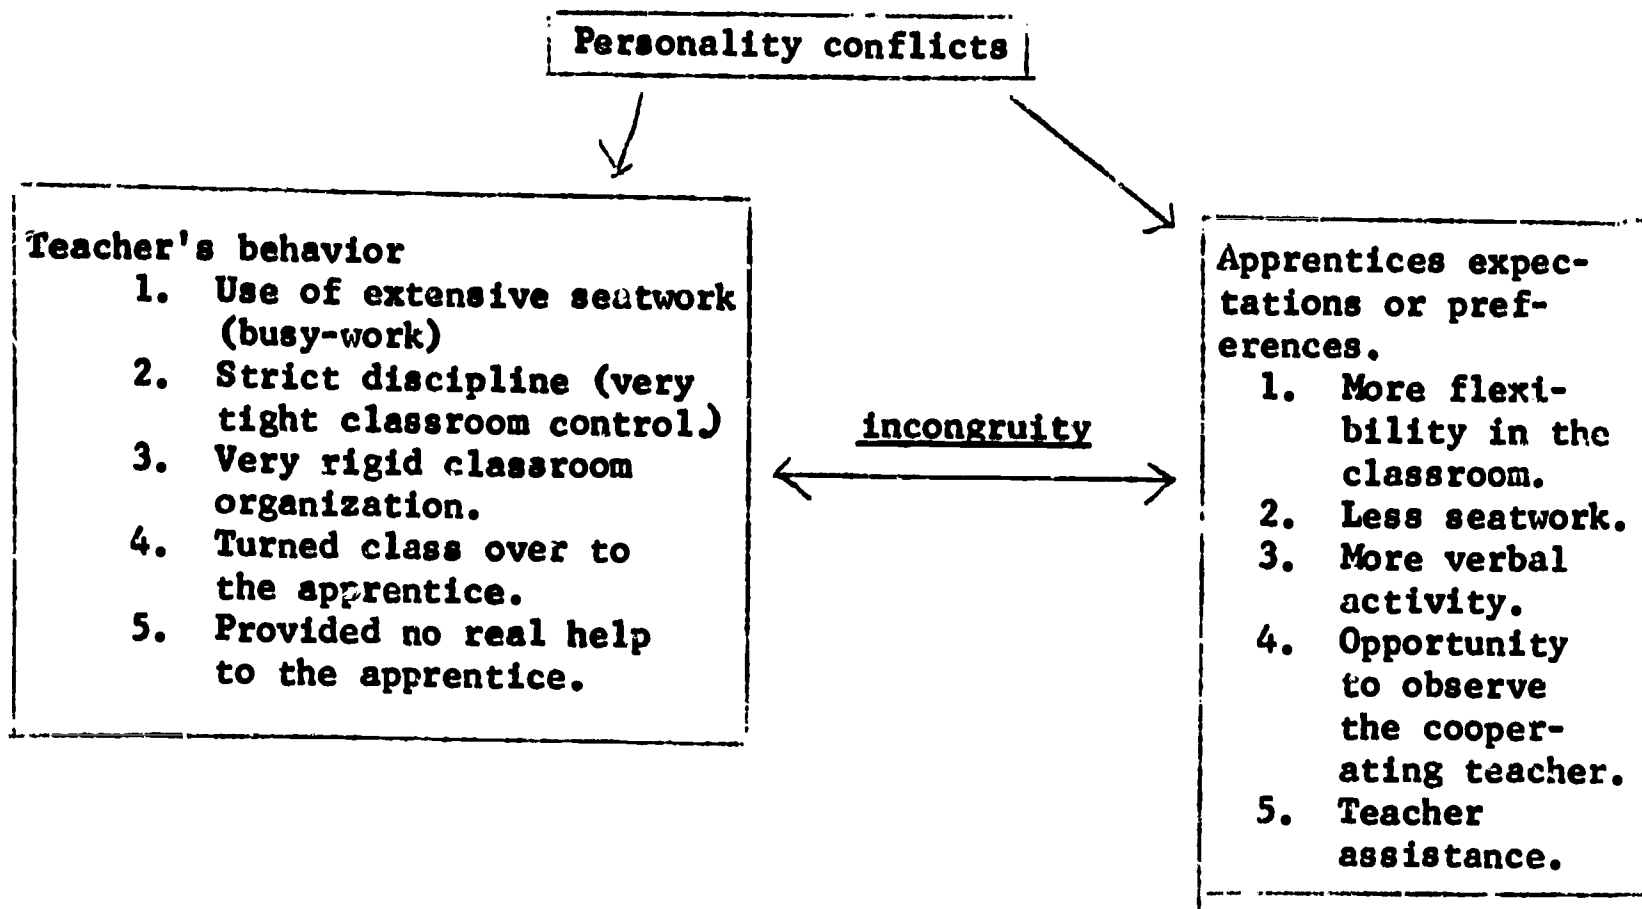 Personality conflicts
Teacher's behavior
1. Use of extensive seatwork
(busy-work)
2. Strict discipline (very
tight classroom control.)
3. Very rigid classroom
organization.
4. Turned class over to
the apprentice.
5. Provided no real help
to the apprentice.
incongruity
Apprentices expec-
tations or pref-
erences.
1. More flexi-
bility in the
classroom.
2. Less seatwork.
3. More verbal
activity.
4. Opportunity
to observe
the cooper-
ating teacher.
5. Teacher
assistance.